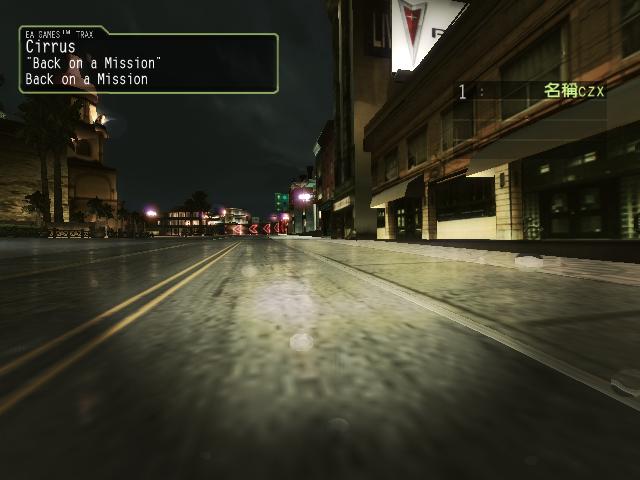 EA GAMES™ TRAX
Cirrus
"Back on a Mission"
Back on a Mission
1 : 名稱czx